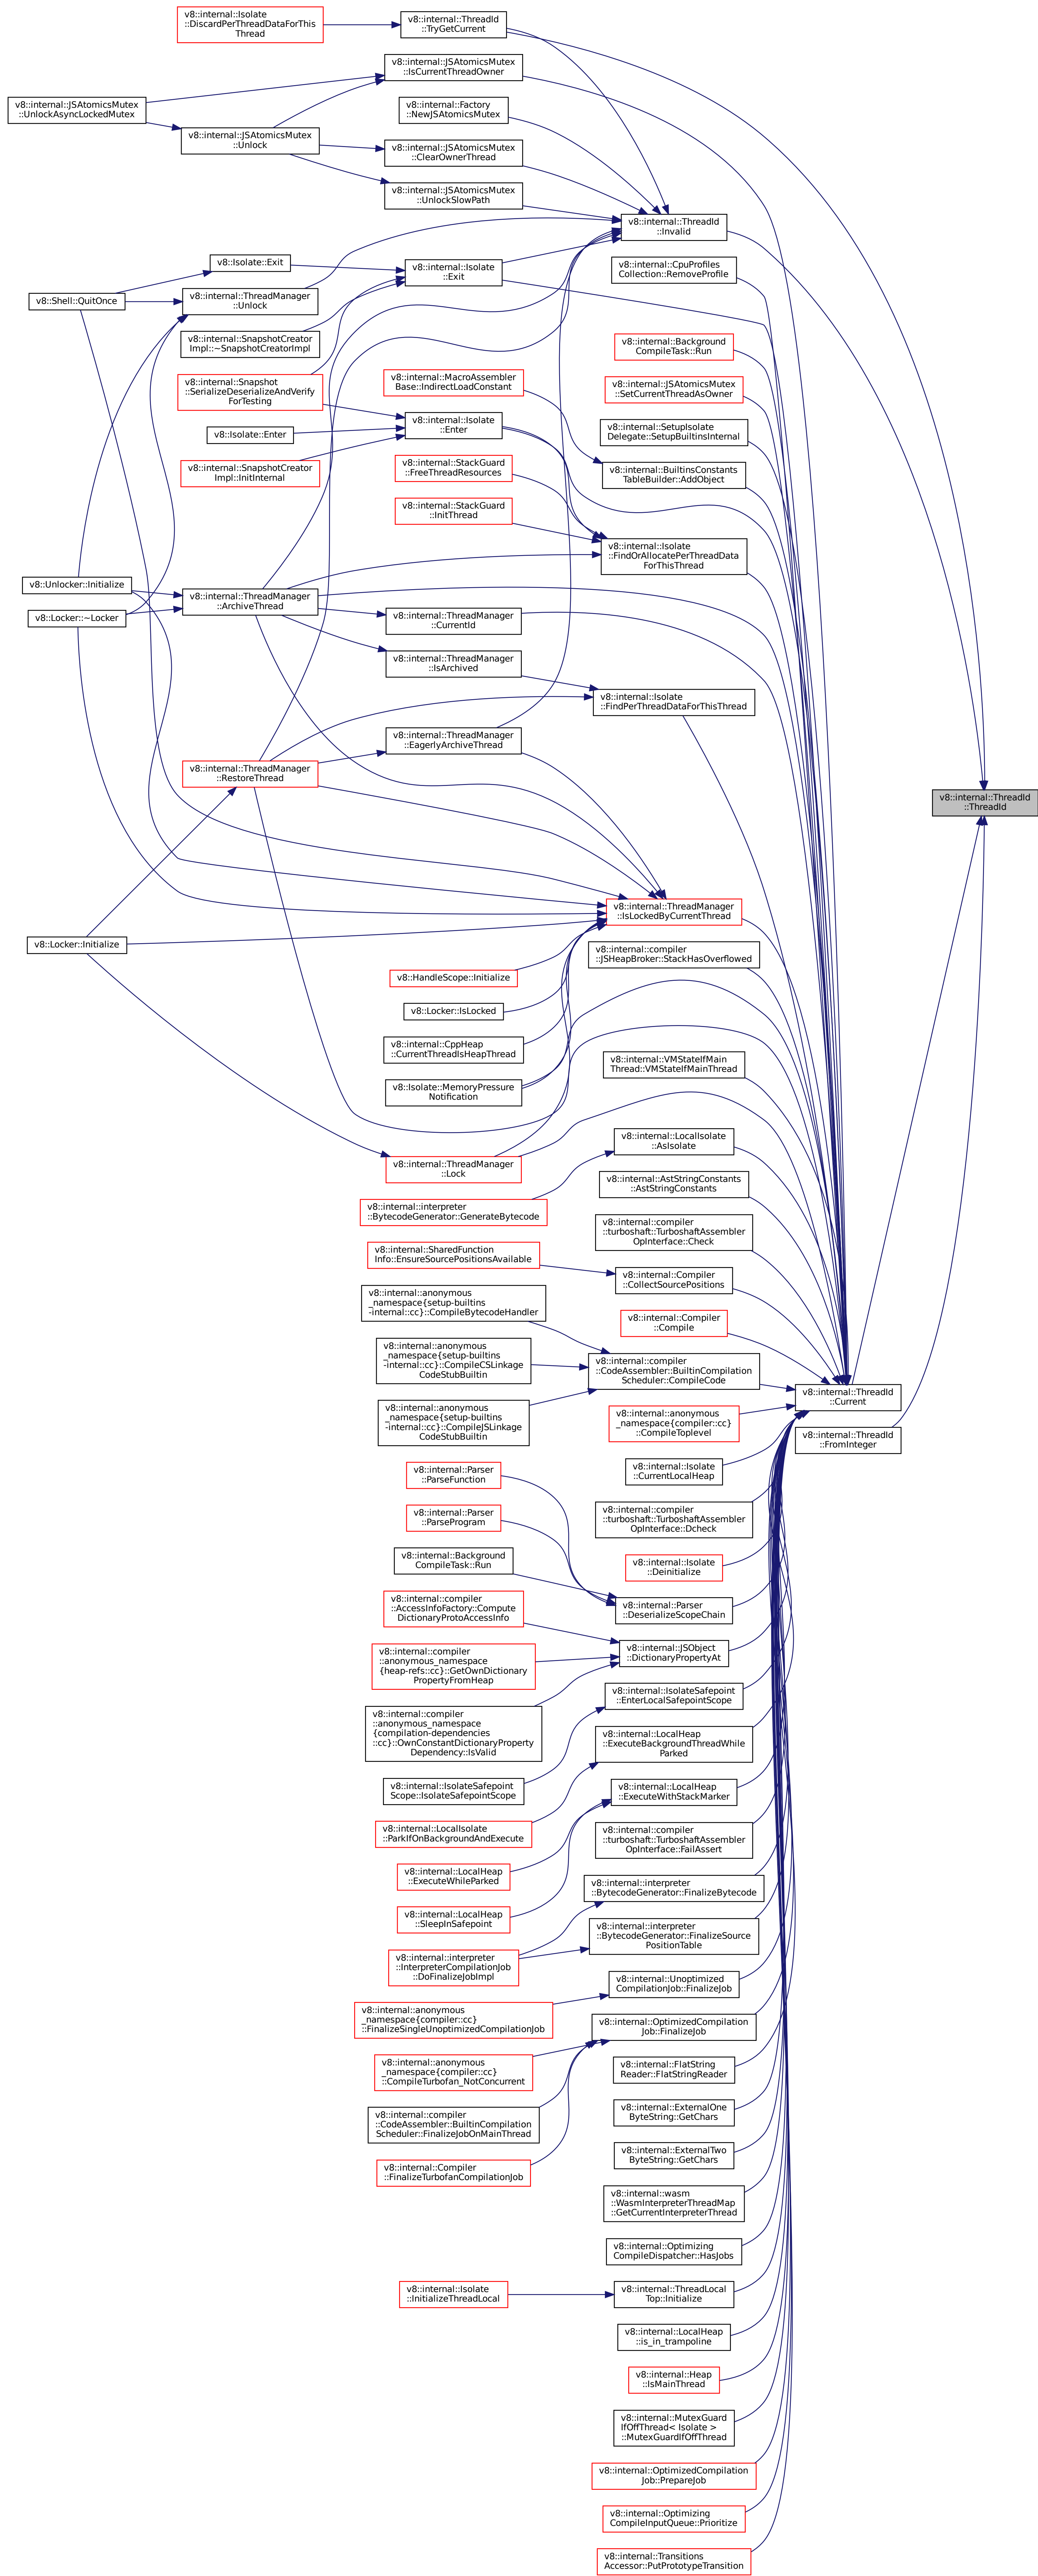 v8::internal::Isolate
::DiscardPerThreadDataForThis
Thread
v8::internal::ThreadId
::TryGetCurrent
v8::internal::JSAtomicsMutex
::IsCurrentThreadOwner
v8::internal::JSAtomicsMutex
::UnlockAsyncLockedMutex
v8::internal::Factory
::NewJSAtomicsMutex
v8::internal::JSAtomicsMutex
::Unlock
v8::internal::JSAtomicsMutex
::ClearOwnerThread
v8::internal::JSAtomicsMutex
::UnlockSlowPath
v8::internal::ThreadId
::Invalid
v8::Isolate::Exit
v8::internal::Isolate
::Exit
v8::internal::CpuProfiles
Collection::RemoveProfile
v8::Shell::QuitOnce
v8::internal::ThreadManager
::Unlock
v8::internal::SnapshotCreator
Impl::~SnapshotCreatorImpl
v8::internal::Background
CompileTask::Run
v8::internal::Snapshot
::SerializeDeserializeAndVerify
ForTesting
v8::internal::MacroAssembler
Base::IndirectLoadConstant
v8::internal::JSAtomicsMutex
::SetCurrentThreadAsOwner
v8::Isolate::Enter
v8::internal::Isolate
::Enter
v8::internal::SetupIsolate
Delegate::SetupBuiltinsInternal
v8::internal::SnapshotCreator
Impl::InitInternal
v8::internal::StackGuard
::FreeThreadResources
v8::internal::BuiltinsConstants
TableBuilder::AddObject
v8::internal::StackGuard
::InitThread
v8::internal::Isolate
::FindOrAllocatePerThreadData
ForThisThread
v8::Unlocker::Initialize
v8::internal::ThreadManager
::ArchiveThread
v8::Locker::~Locker
v8::internal::ThreadManager
::CurrentId
v8::internal::ThreadManager
::IsArchived
v8::internal::Isolate
::FindPerThreadDataForThisThread
v8::internal::ThreadManager
::EagerlyArchiveThread
v8::internal::ThreadManager
::RestoreThread
v8::internal::ThreadId
::ThreadId
v8::internal::ThreadManager
::IsLockedByCurrentThread
v8::Locker::Initialize
v8::internal::compiler
::JSHeapBroker::StackHasOverflowed
v8::HandleScope::Initialize
v8::Locker::IsLocked
v8::internal::CppHeap
::CurrentThreadIsHeapThread
v8::internal::VMStateIfMain
Thread::VMStateIfMainThread
v8::Isolate::MemoryPressure
Notification
v8::internal::LocalIsolate
::AsIsolate
v8::internal::ThreadManager
::Lock
v8::internal::AstStringConstants
::AstStringConstants
v8::internal::interpreter
::BytecodeGenerator::GenerateBytecode
v8::internal::compiler
::turboshaft::TurboshaftAssembler
OpInterface::Check
v8::internal::SharedFunction
Info::EnsureSourcePositionsAvailable
v8::internal::Compiler
::CollectSourcePositions
v8::internal::anonymous
_namespace{setup-builtins
-internal::cc}::CompileBytecodeHandler
v8::internal::Compiler
::Compile
v8::internal::anonymous
_namespace{setup-builtins
-internal::cc}::CompileCSLinkage
CodeStubBuiltin
v8::internal::compiler
::CodeAssembler::BuiltinCompilation
Scheduler::CompileCode
v8::internal::ThreadId
::Current
v8::internal::anonymous
_namespace{setup-builtins
-internal::cc}::CompileJSLinkage
CodeStubBuiltin
v8::internal::anonymous
_namespace{compiler::cc}
::CompileToplevel
v8::internal::ThreadId
::FromInteger
v8::internal::Parser
::ParseFunction
v8::internal::Isolate
::CurrentLocalHeap
v8::internal::Parser
::ParseProgram
v8::internal::compiler
::turboshaft::TurboshaftAssembler
OpInterface::Dcheck
v8::internal::Background
CompileTask::Run
v8::internal::Isolate
::Deinitialize
v8::internal::compiler
::AccessInfoFactory::Compute
DictionaryProtoAccessInfo
v8::internal::Parser
::DeserializeScopeChain
v8::internal::compiler
::anonymous_namespace
{heap-refs::cc}::GetOwnDictionary
PropertyFromHeap
v8::internal::JSObject
::DictionaryPropertyAt
v8::internal::compiler
::anonymous_namespace
{compilation-dependencies
::cc}::OwnConstantDictionaryProperty
Dependency::IsValid
v8::internal::IsolateSafepoint
::EnterLocalSafepointScope
v8::internal::IsolateSafepoint
Scope::IsolateSafepointScope
v8::internal::LocalHeap
::ExecuteBackgroundThreadWhile
Parked
v8::internal::LocalIsolate
::ParkIfOnBackgroundAndExecute
v8::internal::LocalHeap
::ExecuteWithStackMarker
v8::internal::LocalHeap
::ExecuteWhileParked
v8::internal::compiler
::turboshaft::TurboshaftAssembler
OpInterface::FailAssert
v8::internal::LocalHeap
::SleepInSafepoint
v8::internal::interpreter
::BytecodeGenerator::FinalizeBytecode
v8::internal::interpreter
::InterpreterCompilationJob
::DoFinalizeJobImpl
v8::internal::interpreter
::BytecodeGenerator::FinalizeSource
PositionTable
v8::internal::anonymous
_namespace{compiler::cc}
::FinalizeSingleUnoptimizedCompilationJob
v8::internal::Unoptimized
CompilationJob::FinalizeJob
v8::internal::OptimizedCompilation
Job::FinalizeJob
v8::internal::anonymous
_namespace{compiler::cc}
::CompileTurbofan_NotConcurrent
v8::internal::FlatString
Reader::FlatStringReader
v8::internal::compiler
::CodeAssembler::BuiltinCompilation
Scheduler::FinalizeJobOnMainThread
v8::internal::ExternalOne
ByteString::GetChars
v8::internal::Compiler
::FinalizeTurbofanCompilationJob
v8::internal::ExternalTwo
ByteString::GetChars
v8::internal::wasm
::WasmInterpreterThreadMap
::GetCurrentInterpreterThread
v8::internal::Optimizing
CompileDispatcher::HasJobs
v8::internal::Isolate
::InitializeThreadLocal
v8::internal::ThreadLocal
Top::Initialize
v8::internal::LocalHeap
::is_in_trampoline
v8::internal::Heap
::IsMainThread
v8::internal::MutexGuard
IfOffThread< Isolate >
::MutexGuardIfOffThread
v8::internal::OptimizedCompilation
Job::PrepareJob
v8::internal::Optimizing
CompileInputQueue::Prioritize
v8::internal::Transitions
Accessor::PutPrototypeTransition